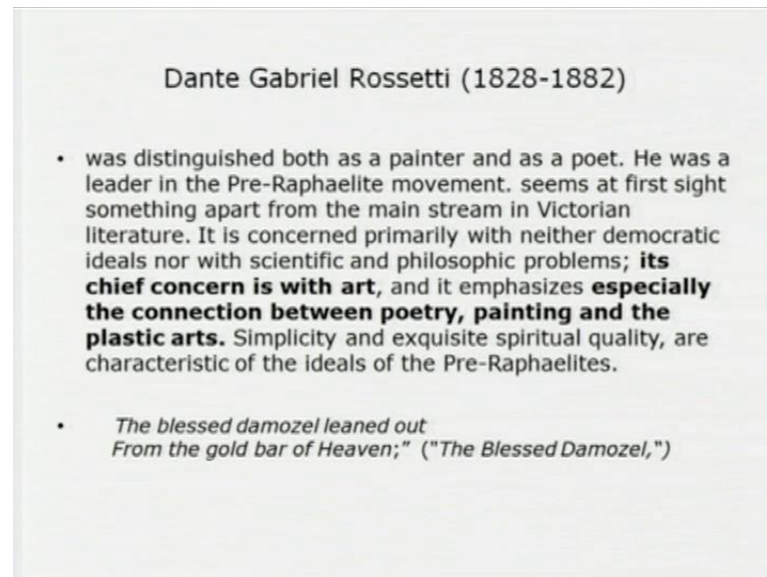 Dante Gabriel Rossetti (1828-1882)
• was distinguished both as a painter and as a poet. He was a
leader in the Pre-Raphaelite movement. seems at first sight
something apart from the main stream in Victorian
literature. It is concerned primarily with neither democratic
ideals nor with scientific and philosophic problems; its
chief concern is with art, and it emphasizes especially
the connection between poetry, painting and the
plastic arts. Simplicity and exquisite spiritual quality, are
characteristic of the ideals of the Pre-Raphaelites.
• The blessed damozel leaned out
From the gold bar of Heaven;” ("The Blessed Damozel,")